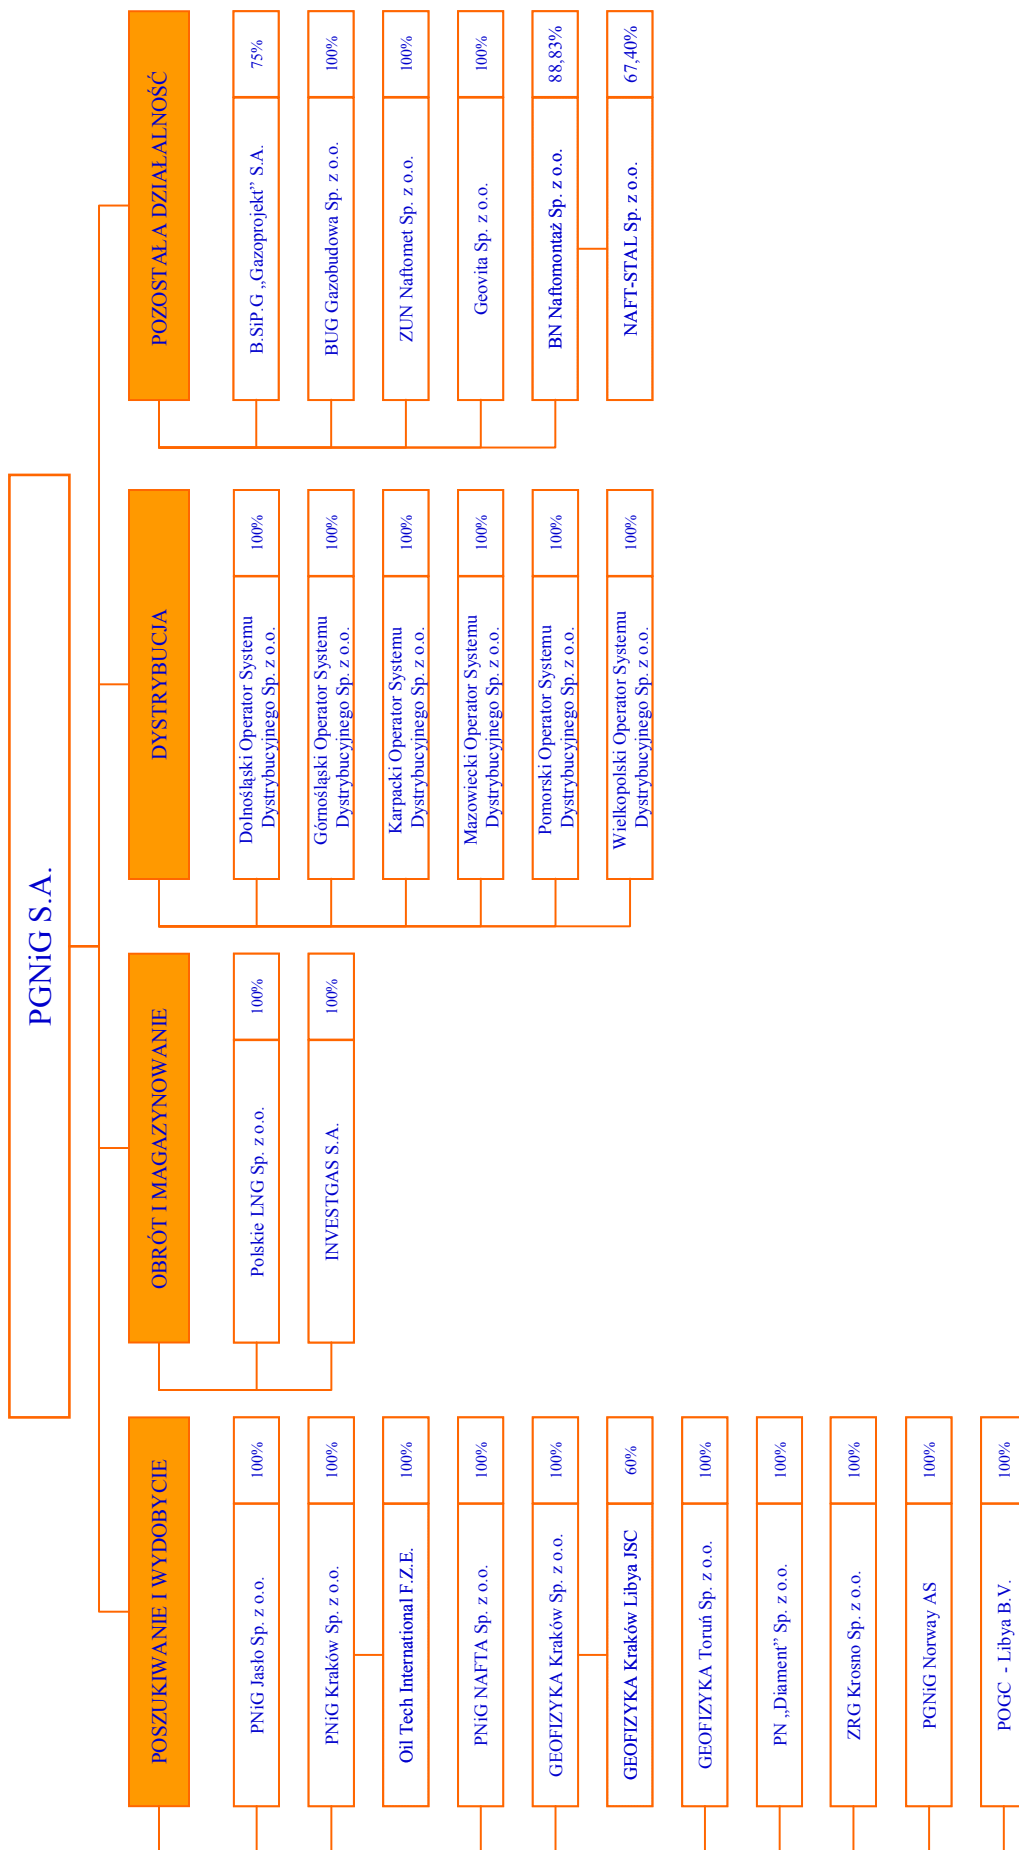 PGNiG S.A.
POSZUKIWANIE I WYDOBYCIE
PNiG Jasło Sp. z o.o.
100%
PNiG Kraków Sp. z o.o.
100%
Oil Tech International F.Z.E.
100%
PNiG NAFTA Sp. z o.o.
100%
GEOFIZYKA Kraków Sp. z o.o.
100%
GEOFIZYKA Kraków Libya JSC
60%
GEOFIZYKA Toruń Sp. z o.o.
100%
PN „Diament” Sp. z o.o.
100%
ZRG Krosno Sp. z o.o.
100%
PGNiG Norway AS
100%
POGC - Libya B.V.
100%
OBRÓT I MAGAZYNOWANIE
Polskie LNG Sp. z o.o.
100%
INVESTGAS S.A.
100%
DYSTRYBUCJA
Dolnośląski Operator Systemu
Dystrybucyjnego Sp. z o.o.
100%
Górnośląski Operator Systemu
Dystrybucyjnego Sp. z o.o.
100%
Karpacki Operator Systemu
Dystrybucyjnego Sp. z o.o.
100%
Mazowiecki Operator Systemu
Dystrybucyjnego Sp. z o.o.
100%
Pomorski Operator Systemu
Dystrybucyjnego Sp. z o.o.
100%
Wielkopolski Operator Systemu
Dystrybucyjnego Sp. z o.o.
100%
POZOSTAŁA DZIAŁALNOŚĆ
B.SiP.G „Gazoprojekt” S.A.
75%
BUG Gazobudowa Sp. z o.o.
100%
ZUN Naftomet Sp. z o.o.
100%
Geovita Sp. z o.o.
100%
BN Naftomontaż Sp. z o.o.
88,83%
NAFT-STAL Sp. z o.o.
67,40%